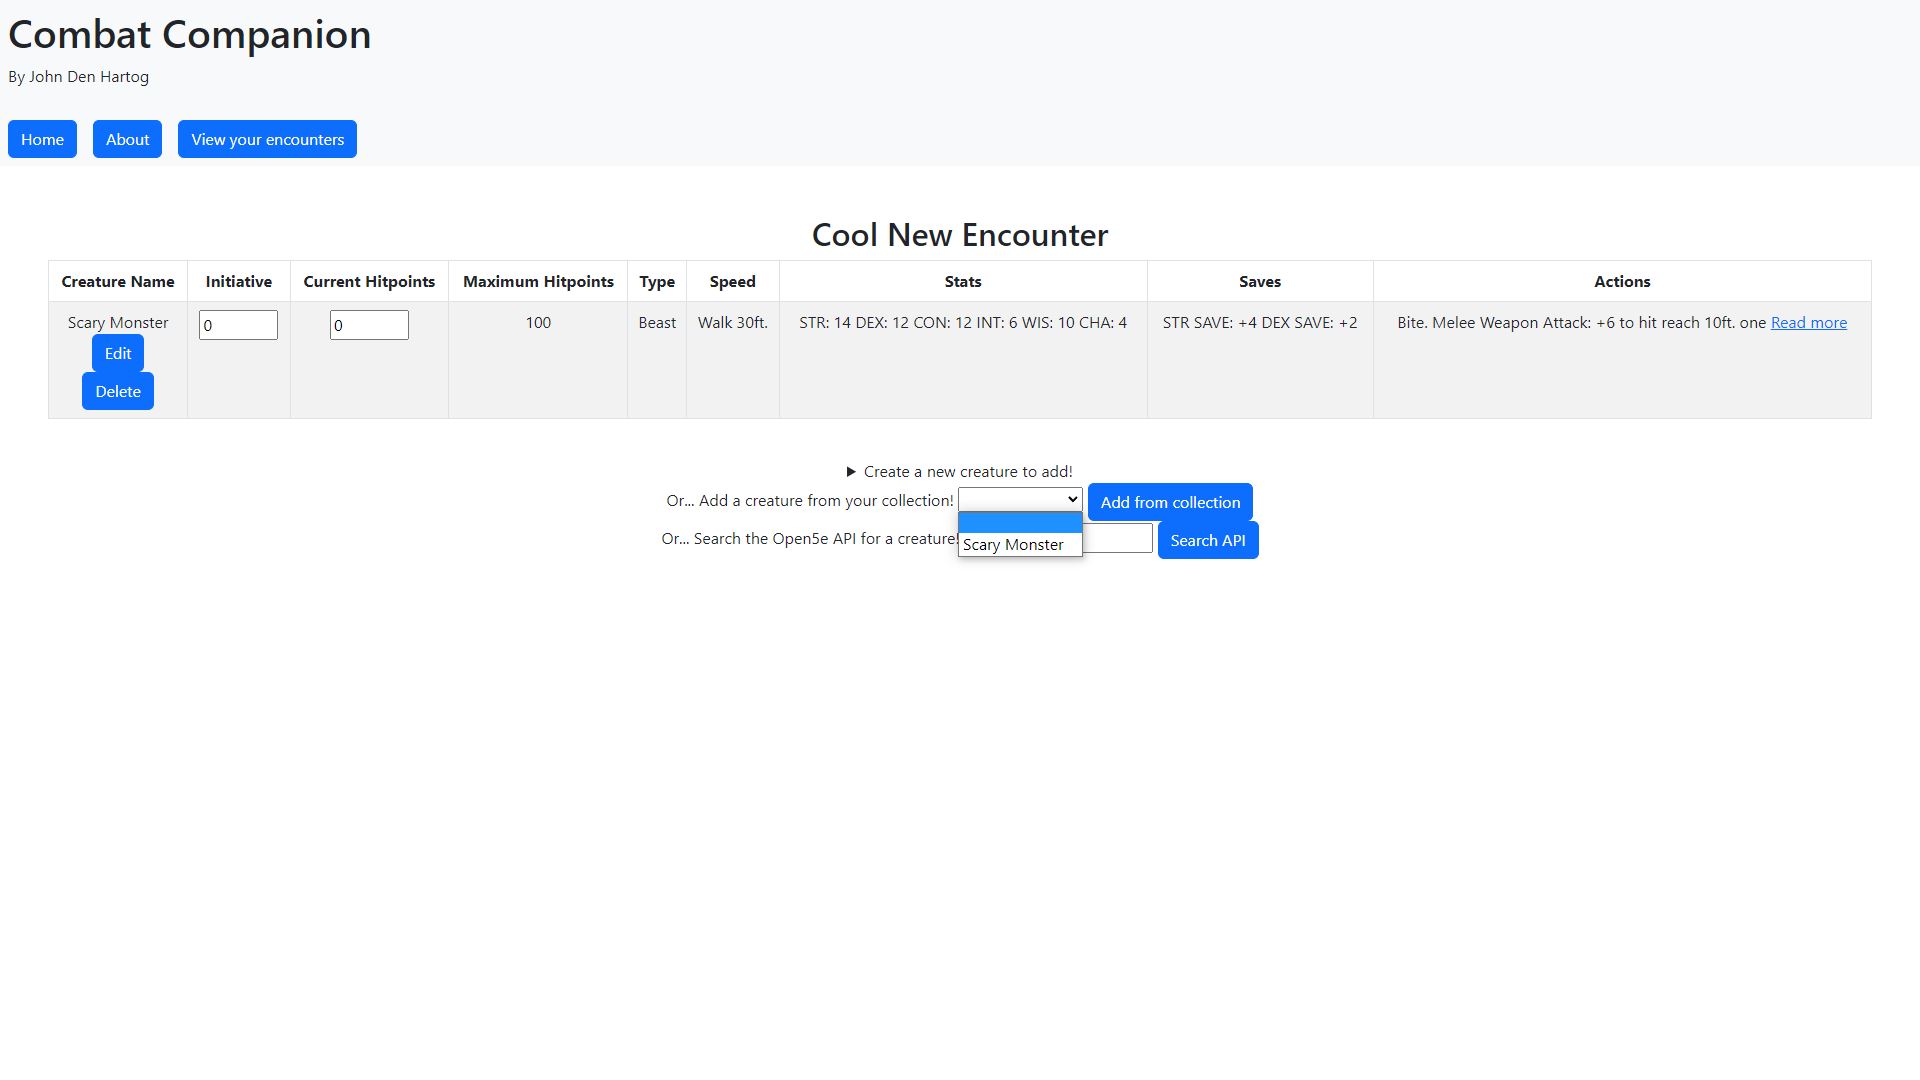 Combat Companion
By John Den Hartog
Home About View your encounters
Cool New Encounter
Creature Name Initiative Current Hitpoints Maximum Hitpoints Type Speed Stats Saves Actions
Scary Monster 0 0 100 Beast Walk 30ft. STR: 14 DEX: 12 CON: 12 INT: 6 WIS: 10 CHA: 4 STR SAVE: +4 DEX SAVE: +2 Bite. Melee Weapon Attack: +6 to hit reach 10ft. one Read more
Edit
Delete
▶ Create a new creature to add!
Or... Add a creature from your collection! Add from collection
Or... Search the Open5e API for a creature! Search API
Scary Monster